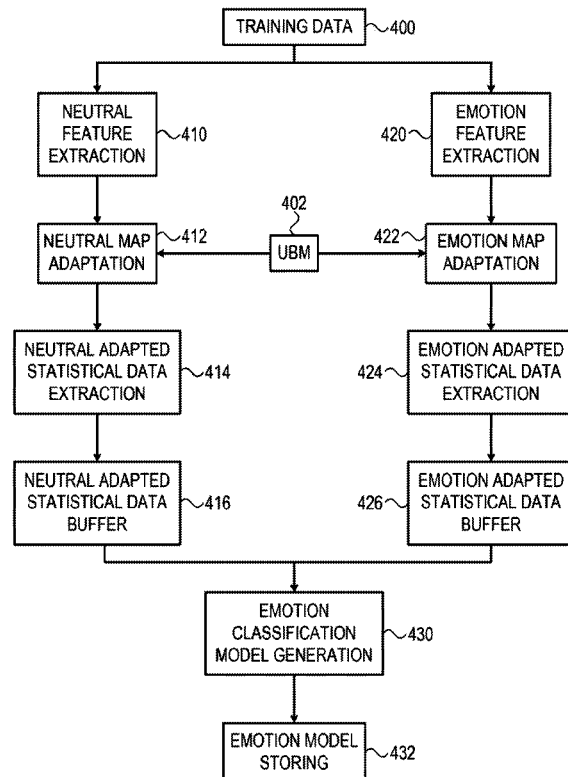 TRAINING DATA
400
NEUTRAL
FEATURE
EXTRACTION
410
EMOTION
FEATURE
EXTRACTION
420
402
UBM
NEUTRAL MAP
ADAPTATION
412
EMOTION MAP
ADAPTATION
422
NEUTRAL ADAPTED
STATISTICAL DATA
EXTRACTION
414
EMOTION ADAPTED
STATISTICAL DATA
EXTRACTION
424
NEUTRAL ADAPTED
STATISTICAL DATA
BUFFER
416
EMOTION ADAPTED
STATISTICAL DATA
BUFFER
426
EMOTION
CLASSIFICATION
MODEL GENERATION
430
EMOTION MODEL
STORING
432